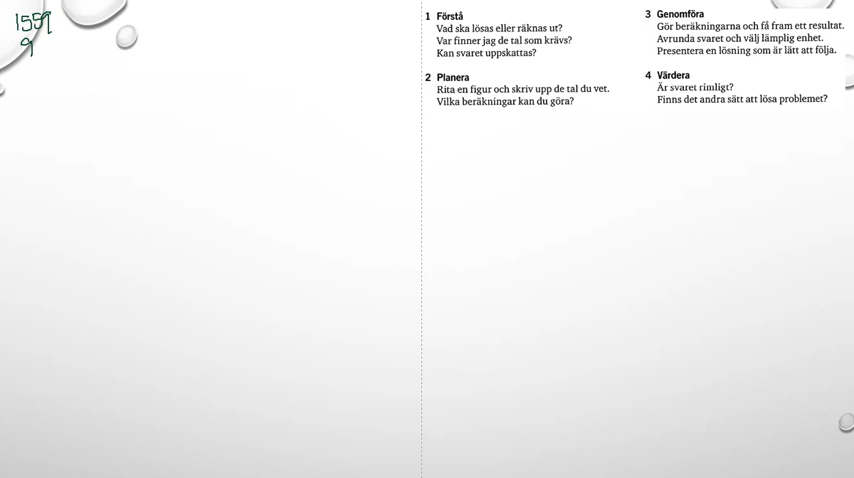 1559
9
1 Förstå
Vad ska lösas eller räknas ut?
Var finner jag de tal som krävs?
Kan svaret uppskattas?
2 Planera
Rita en figur och skriv upp de tal du vet.
Vilka beräkningar kan du göra?
3 Genomföra
Gör beräkningarna och få fram ett resultat.
Avrunda svaret och välj lämplig enhet.
Presentera en lösning som är lätt att följa.
4 Värdera
Är svaret rimligt?
Finns det andra sätt att lösa problemet?